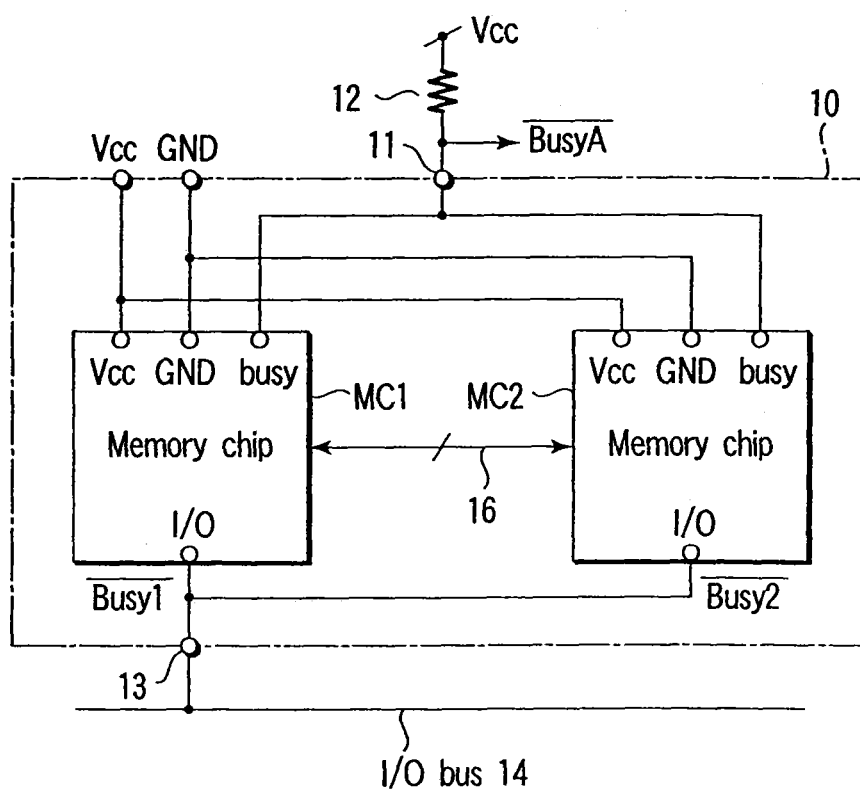 Vcc
12
10
Vcc GND 11 BusyA
Vcc GND busy MC1 MC2 Vcc GND busy
Memory chip Memory chip
16
I/O I/O
Busy1 Busy2
13
I/O bus 14